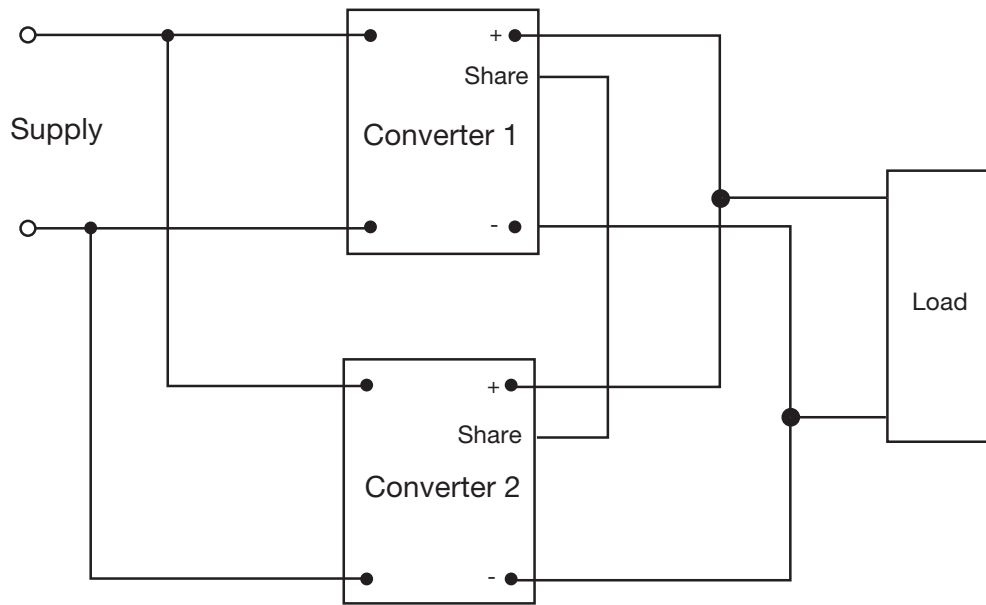 +
Share
Supply
Converter 1
-
Load
+
Share
Converter 2
-